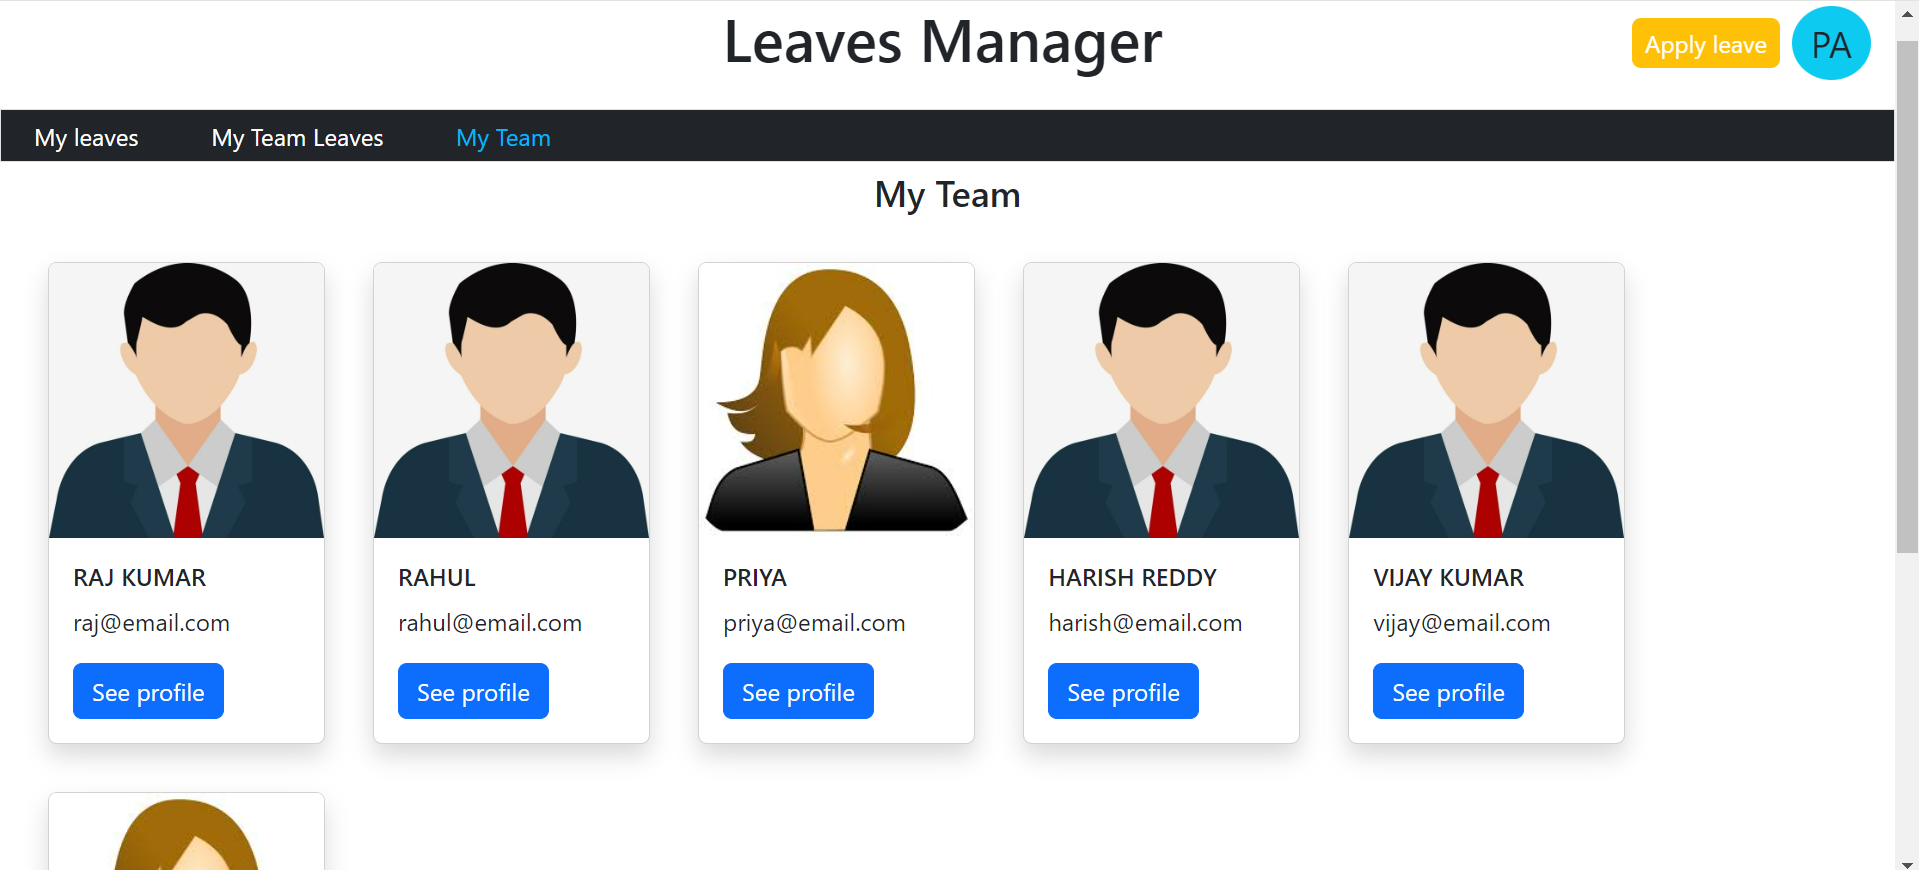 Leaves Manager
Apply leave
PA
My leaves
My Team Leaves
My Team
My Team
RAJ KUMAR
raj@email.com
See profile
RAHUL
rahul@email.com
See profile
PRIYA
priya@email.com
See profile
HARISH REDDY
harish@email.com
See profile
VIJAY KUMAR
vijay@email.com
See profile